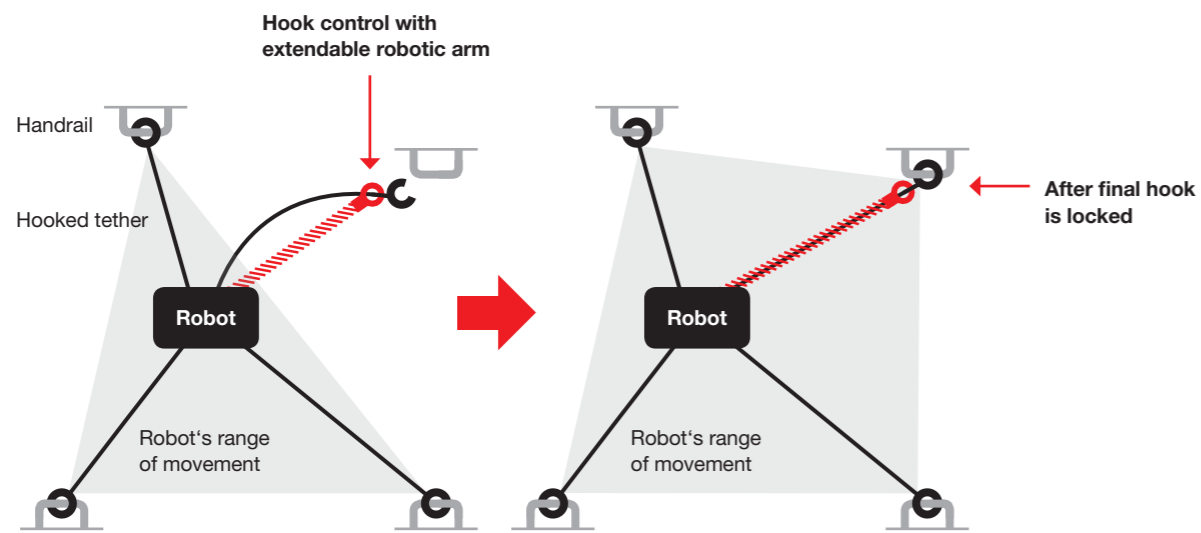 Hook control with
extendable robotic arm
Handrail
Hooked tether
Robot
Robot‘s range
of movement
After final hook
is locked
Robot
Robot‘s range
of movement